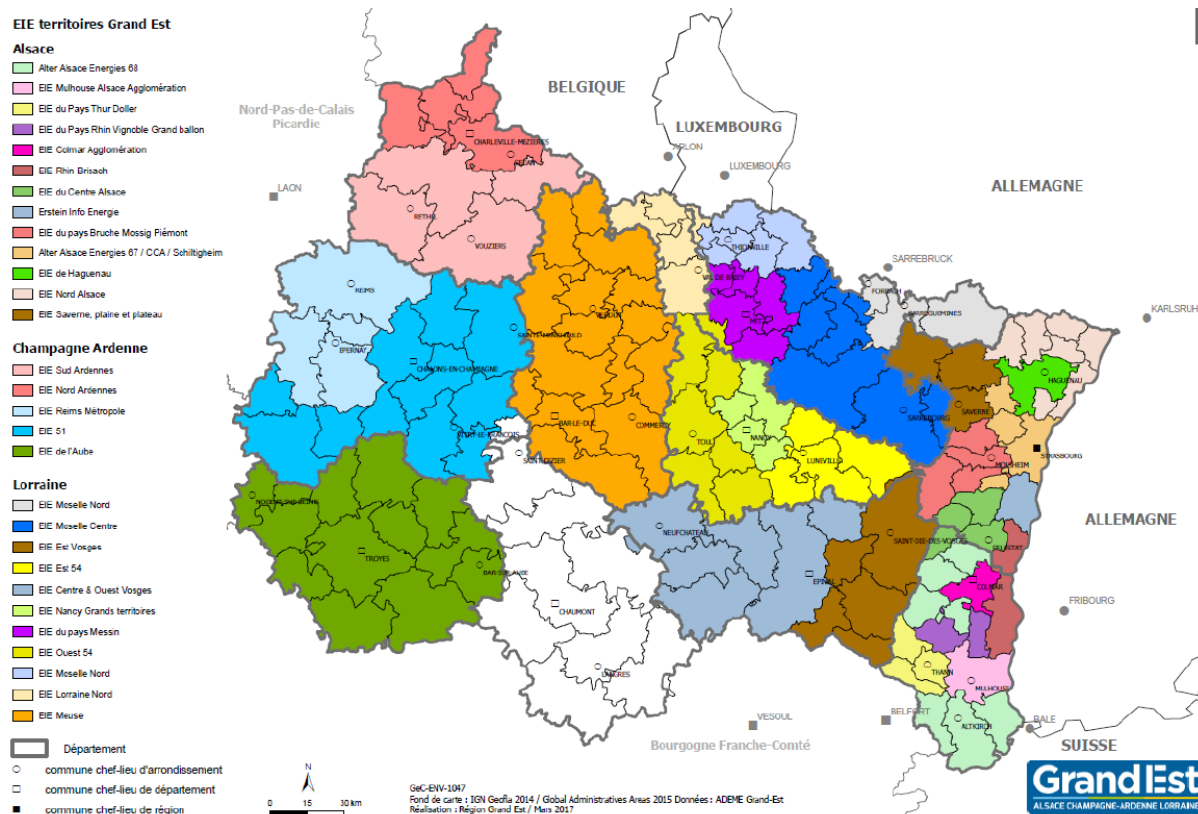 EIE territoires Grand Est
Alsace
Alter Alsace Energies 68
EIE Mulhouse Alsace Agglomération
EIE du Pays Thur Doller
EIE du Pays Rhin Vignoble Grand ballon
EIE Colmar Agglomération
EIE Rhin Brisach
EIE du Centre Alsace
Erstein Info Energie
EIE du pays Bruche Mossig Piémont
Alter Alsace Energies 67 / CCA / Schiltigheim
EIE de Haguenau
EIE Nord Alsace
EIE Saverne, plaine et plateau
Champagne Ardenne
EIE Sud Ardennes
EIE Nord Ardennes
EIE Reims Métropole
EIE 51
EIE de l'Aube
Lorraine
EIE Moselle Nord
EIE Moselle Centre
EIE Est Vosges
EIE Est 54
EIE Centre & Ouest Vosges
EIE Nancy Grands territoires
EIE du pays Messin
EIE Ouest 54
EIE Moselle Nord
EIE Lorraine Nord
EIE Meuse
Département
commune chef-lieu d'arrondissement
commune chef-lieu de département
commune chef-lieu de région
BELGIQUE
Nord-Pas-de-Calais
Picardie
LUXEMBOURG
CHARLEVILLE-MEZIERES
SEDAN
ARLON
LUXEMBOURG
LAON
ALLEMAGNE
RETHEL
VOUZIERS
THIONVILLE
SARREBRUCK
VAL DE BRIEY
FORBACH
REIMS
SARREGUEMINES
KARLSRUH
VERDUN
METZ
SAINTE-MENEHOULD
EPERNAY
CHALONS-EN-CHAMPAGNE
HAGUENAU
SAVERNE
SARREBOURG
BAR-LE-DUC
COMMERCY
TOUL
NANCY
VITRY-LE-FRANCOIS
SAINT-DIZIER
LUNEVILLE
STRASBOURG
MOLSHEIM
NOGENT-SUR-SEINE
ALLEMAGNE
NEUFCHATEAU
SAINT-DIE-DES-VOSGES
SELESTAT
TROYES
BAR-SUR-AUBE
EPINAL
COLMAR
CHAUMONT
FRIBOURG
LANGRES
THANN
MULHOUSE
VESOUL
BELFORT
ALTKIRCH
BALE
Bourgogne Franche-Comté
SUISSE
N
0 15 30 km
GeC-ENV-1047
Fond de carte : IGN Geofla 2014 / Global Administratives Areas 2015 Données : ADEME Grand-Est
Réalisation : Région Grand Est / Mars 2017
GrandEst
ALSACE CHAMPAGNE-ARDENNE LORRAINE